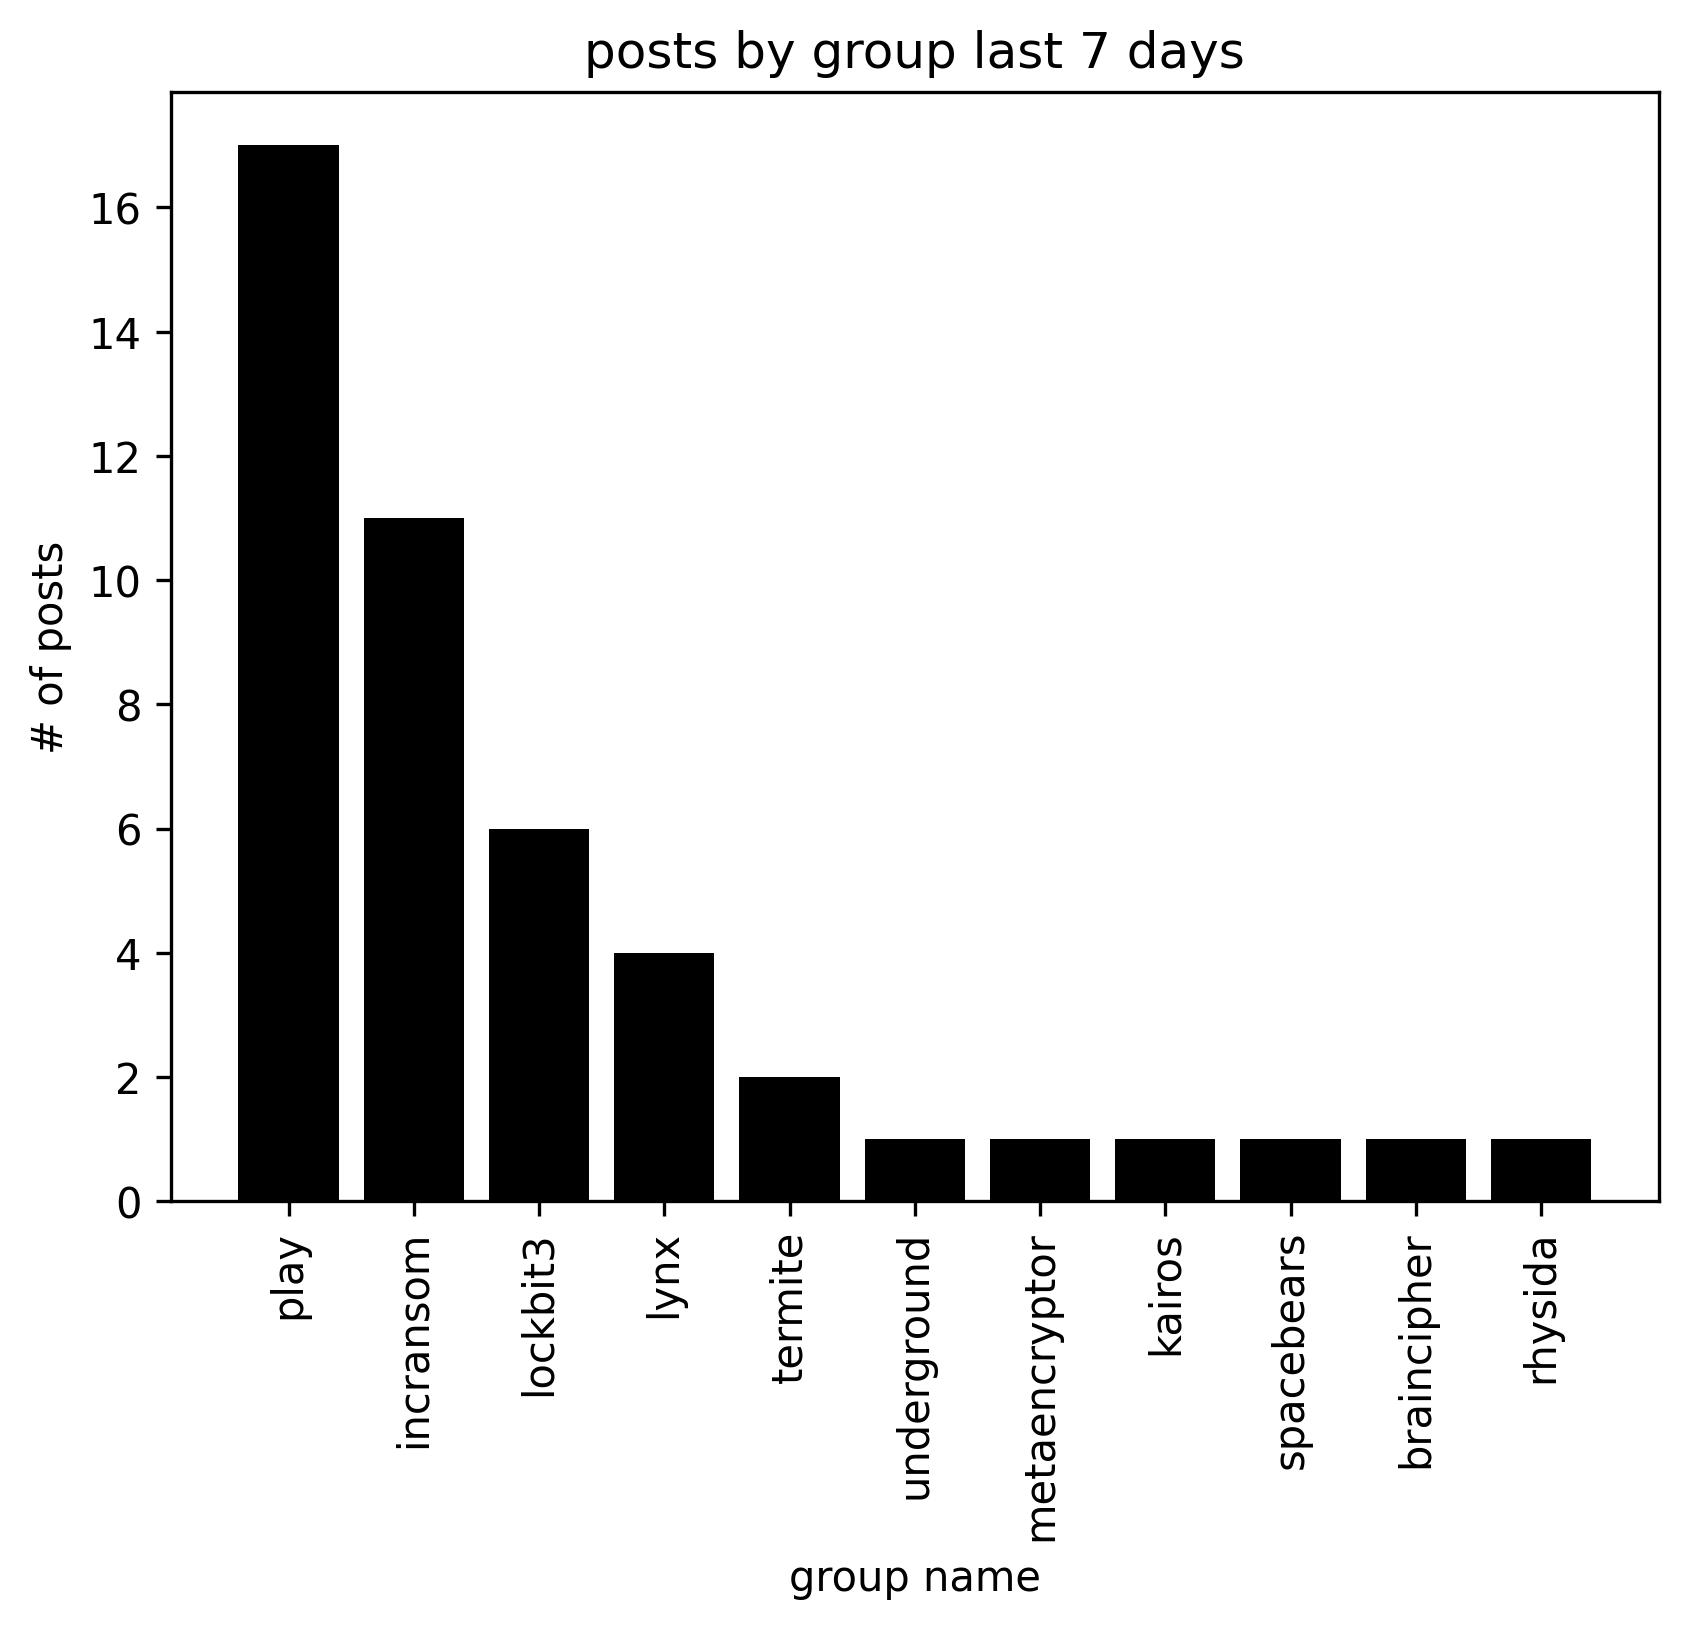 posts by group last 7 days
# of posts
16
14
12
10
8
6
4
2
0
play
incransom
lockbit3
lynx
termite
underground
metaencryptor
kairos
spacebears
braincipher
rhysida
group name